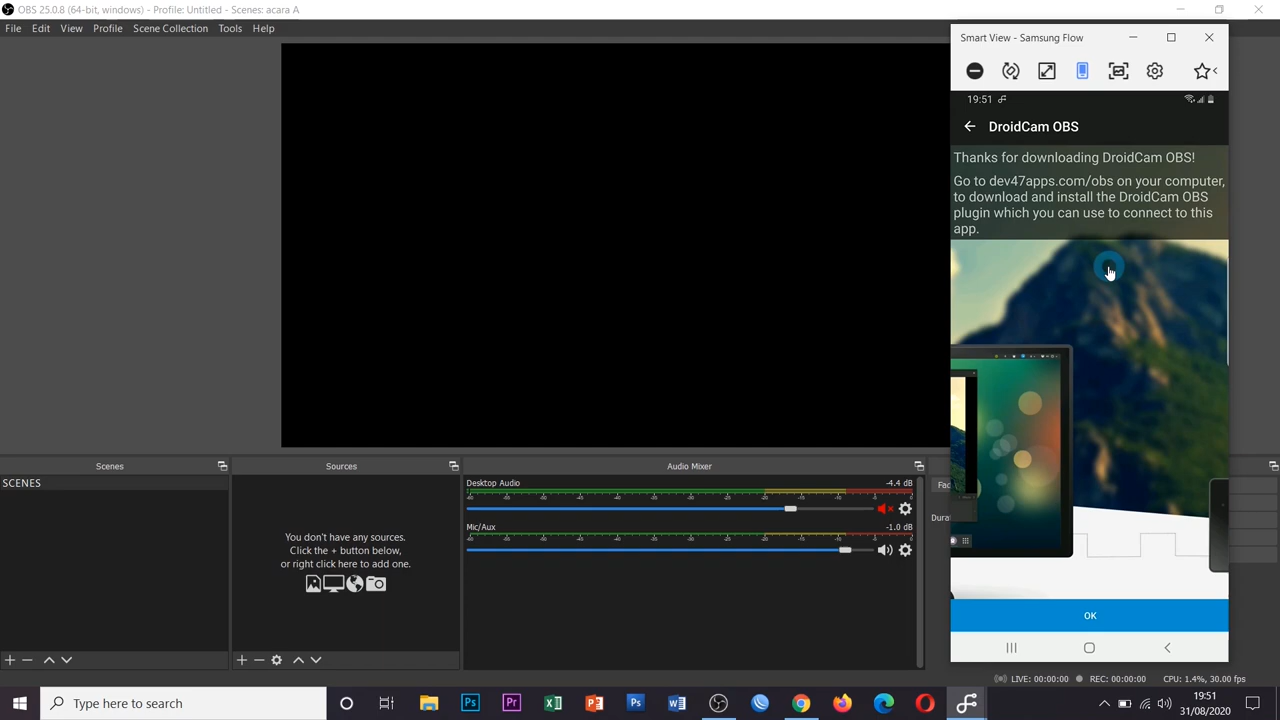 OBS 25.0.8 (64-bit, windows) - Profile: Untitled - Scenes: acara A
File Edit View Profile Scene Collection Tools Help
Smart View - Samsung Flow
19:51
DroidCam OBS
Thanks for downloading DroidCam OBS!
Go to dev47apps.com/obs on your computer,
to download and install the DroidCam OBS
plugin which you can use to connect to this
app.
OK
Scenes
SCENES
Sources
You don't have any sources.
Click the + button below,
or right click here to add one.
Audio Mixer
Desktop Audio -4.4 dB
Mic/Aux -1.0 dB
Fad
Dura
LIVE: 00:00:00 REC: 00:00:00 CPU: 1.4%, 30.00 fps
Type here to search
19:51
31/08/2020